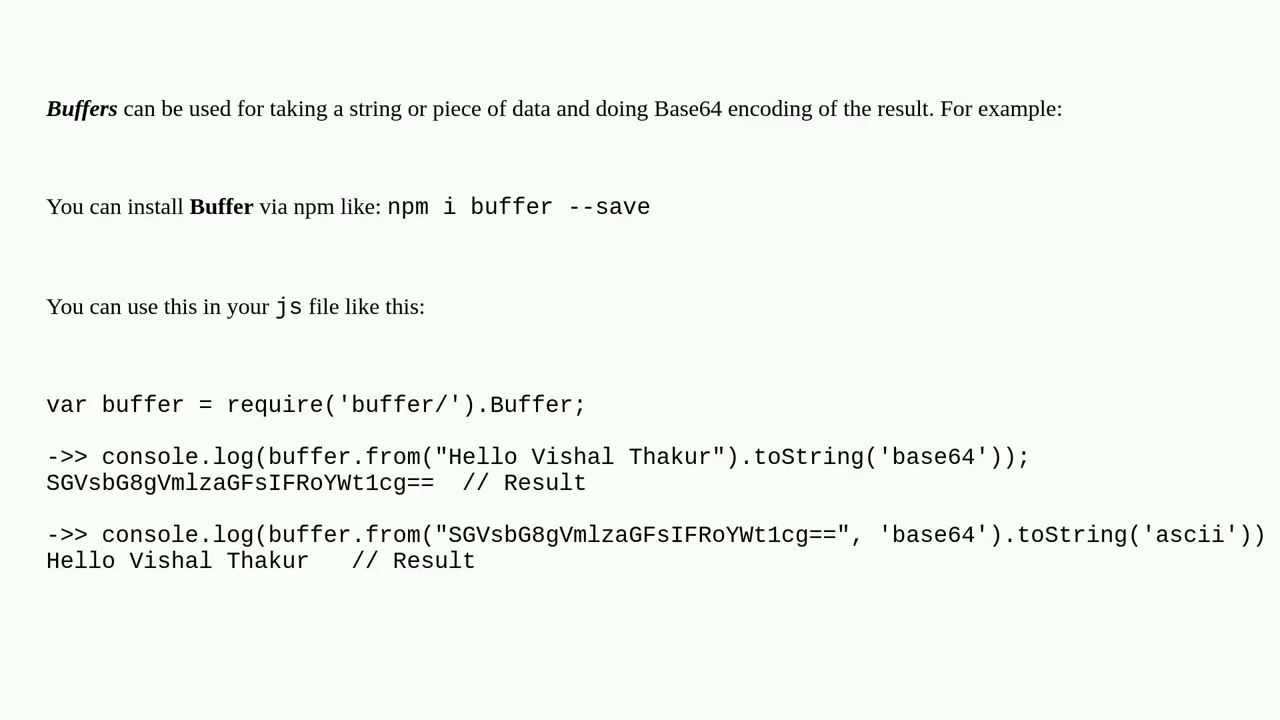 Buffers can be used for taking a string or piece of data and doing Base64 encoding of the result. For example:
You can install Buffer via npm like: npm i buffer --save
You can use this in your js file like this:
var buffer = require('buffer/').Buffer;
->> console.log(buffer.from("Hello Vishal Thakur").toString('base64'));
SGVsbG8gVmlzaGFsIFRoYWt1cg==  // Result
->> console.log(buffer.from("SGVsbG8gVmlzaGFsIFRoYWt1cg==", 'base64').toString('ascii'))
Hello Vishal Thakur   // Result